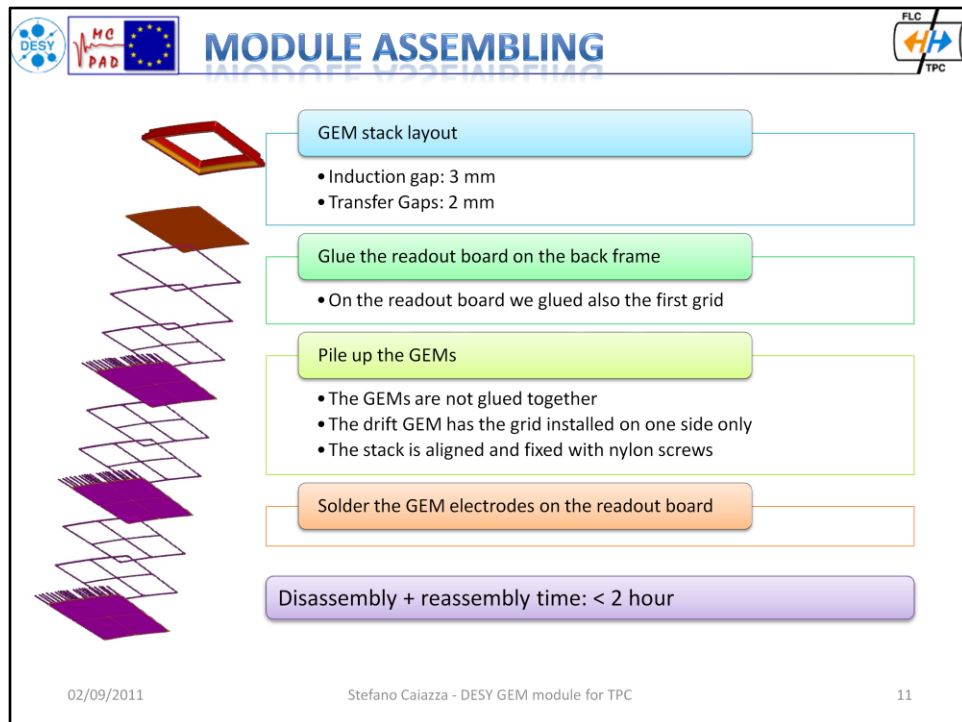 DESY
MC
PAD
MODULE ASSEMBLING
FLC
TPC
GEM stack layout
• Induction gap: 3 mm
• Transfer Gaps: 2 mm
Glue the readout board on the back frame
• On the readout board we glued also the first grid
Pile up the GEMs
• The GEMs are not glued together
• The drift GEM has the grid installed on one side only
• The stack is aligned and fixed with nylon screws
Solder the GEM electrodes on the readout board
Disassembly + reassembly time: < 2 hour
02/09/2011
Stefano Caiazza - DESY GEM module for TPC
11